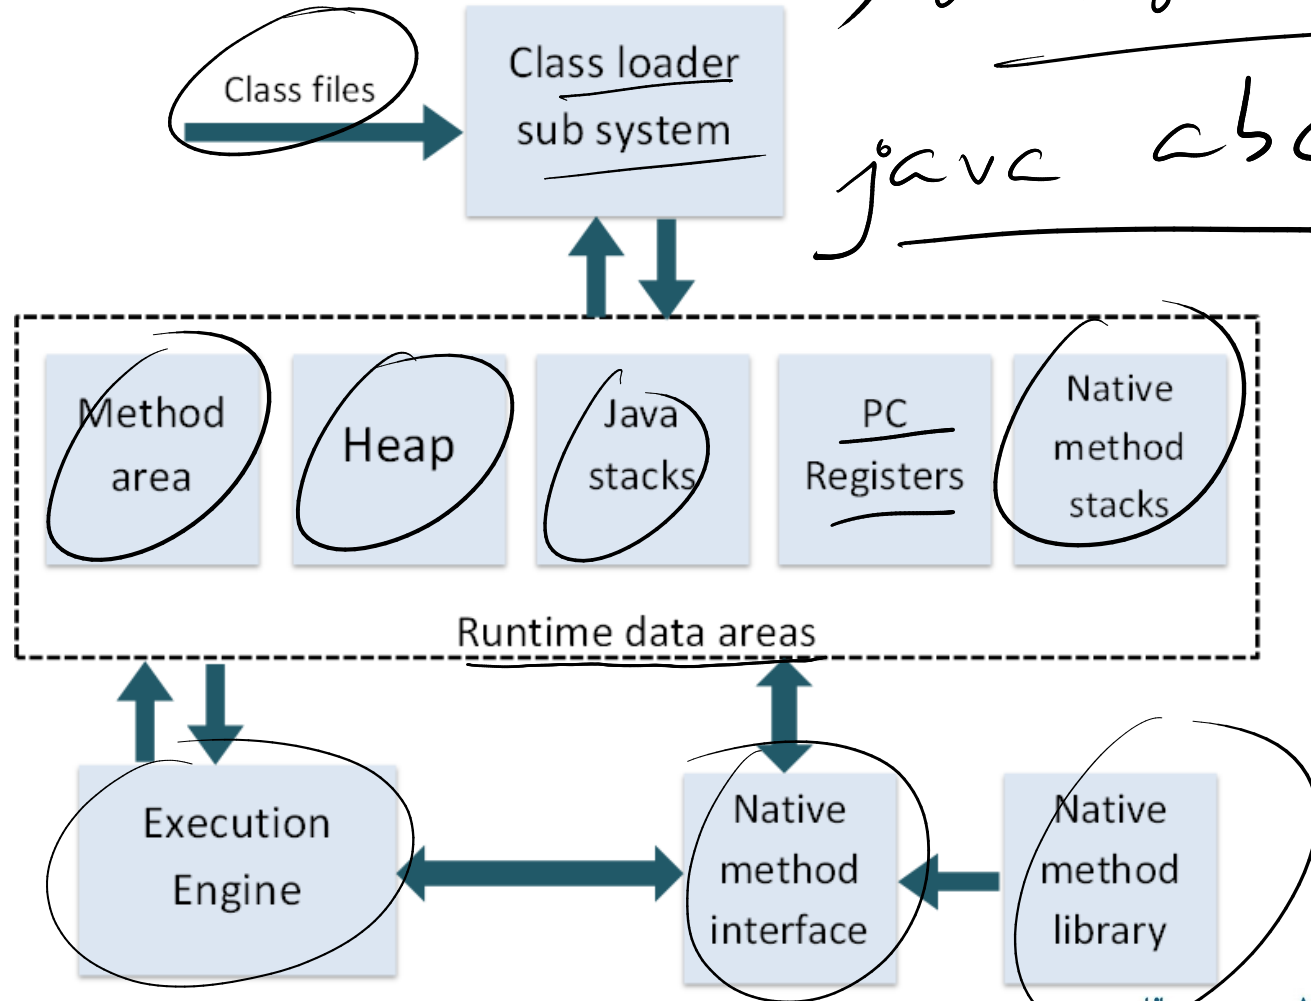 Class files
Class loader
sub system
java abc
Method
area
Heap
Java
stacks
PC
Registers
Native
method
stacks
Runtime data areas
Execution
Engine
Native
method
interface
Native
method
library